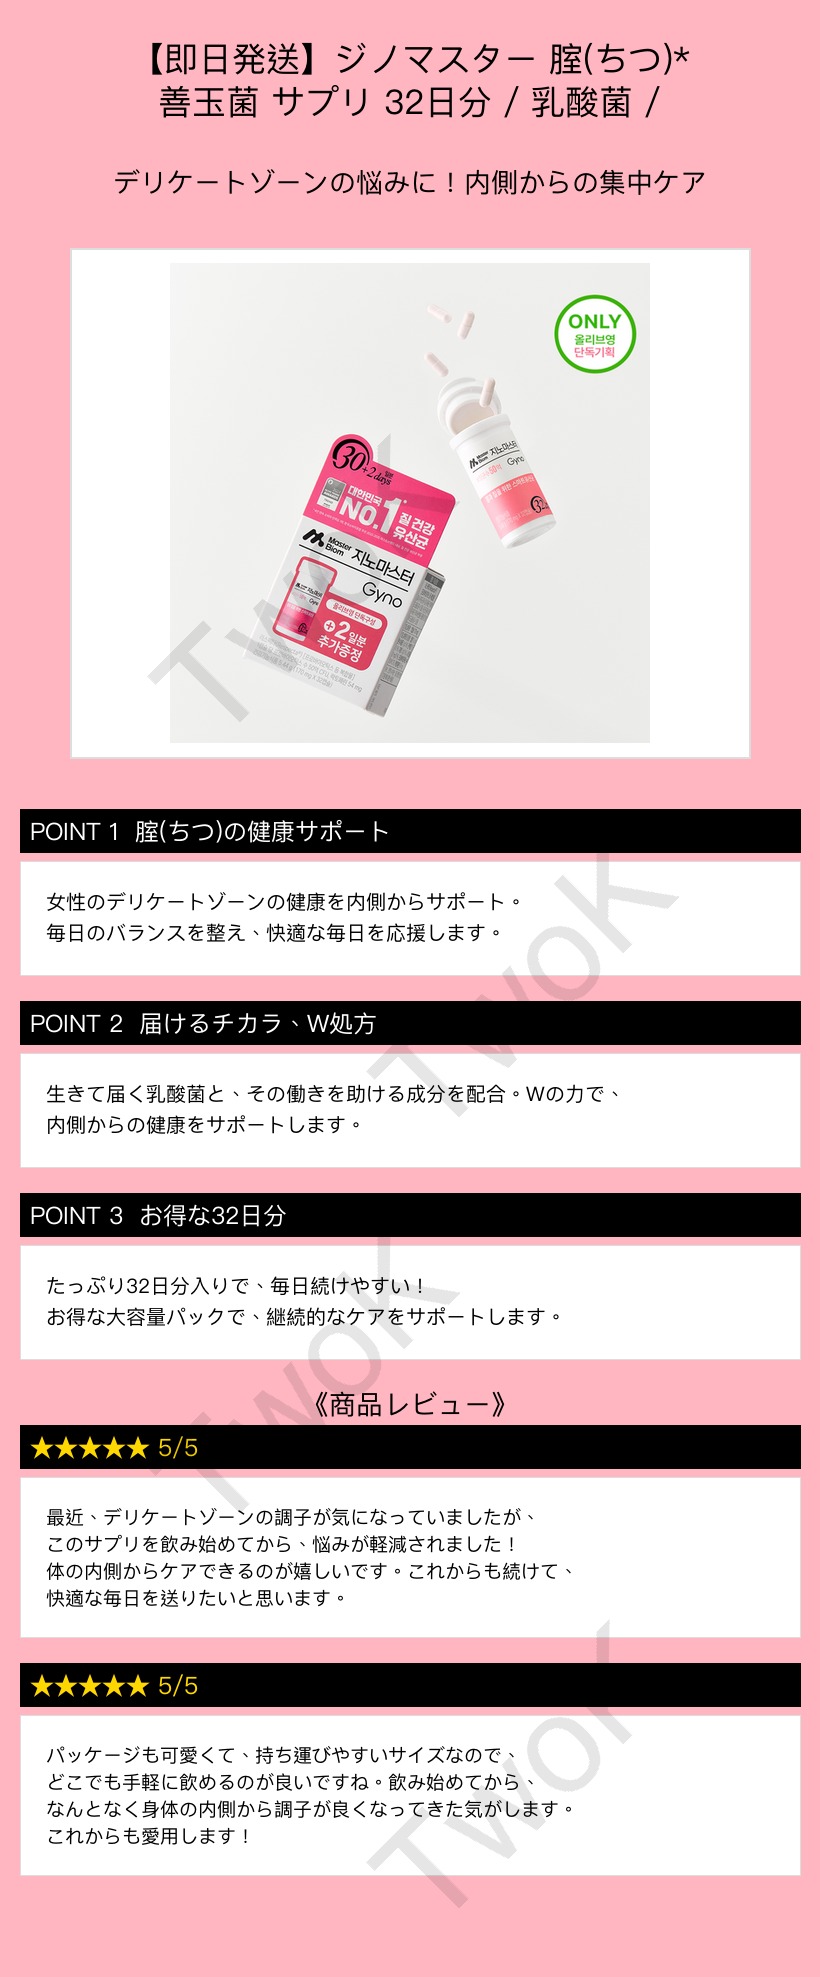 【即日発送】ジノマスター 腟(ちつ)*
善玉菌 サプリ 32日分 / 乳酸菌 /
デリケートゾーンの悩みに！内側からの集中ケア
ONLY
올리브영
단독기획
Master
Biom
지노마스터
Gyno
30+2days
대한민국
NO.1 질 건강
유산균
Master
Biom
지노마스터
Gyno
올리브영 단독구성
+2일분
추가증정
POINT 1 腟(ちつ)の健康サポート
女性のデリケートゾーンの健康を内側からサポート。
毎日のバランスを整え、快適な毎日を応援します。
POINT 2 届けるチカラ、W処方
生きて届く乳酸菌と、その働きを助ける成分を配合。Wの力で、
内側からの健康をサポートします。
POINT 3 お得な32日分
たっぷり32日分入りで、毎日続けやすい！
お得な大容量パックで、継続的なケアをサポートします。
《商品レビュー》
★★★★★ 5/5
最近、デリケートゾーンの調子が気になっていましたが、
このサプリを飲み始めてから、悩みが軽減されました！
体の内側からケアできるのが嬉しいです。これからも続けて、
快適な毎日を送りたいと思います。
★★★★★ 5/5
パッケージも可愛くて、持ち運びやすいサイズなので、
どこでも手軽に飲めるのが良いですね。飲み始めてから、
なんとなく身体の内側から調子が良くなってきた気がします。
これからも愛用します！
TwoK
TwoK
TwoK
TwoK